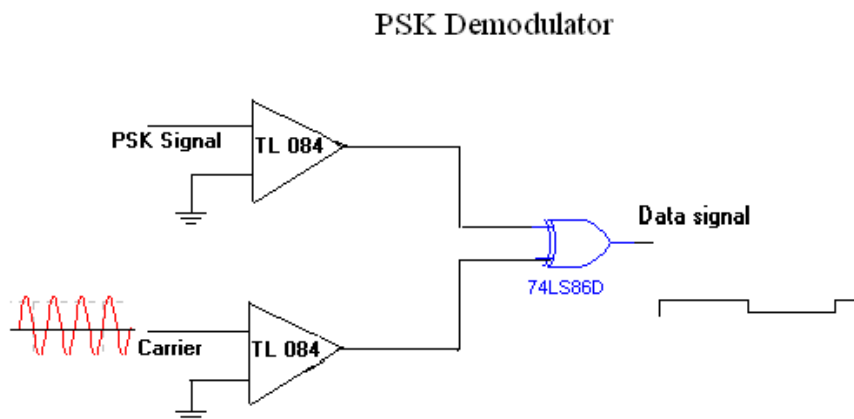 PSK Demodulator
PSK Signal
TL 084
Data signal
74LS86D
Carrier
TL 084